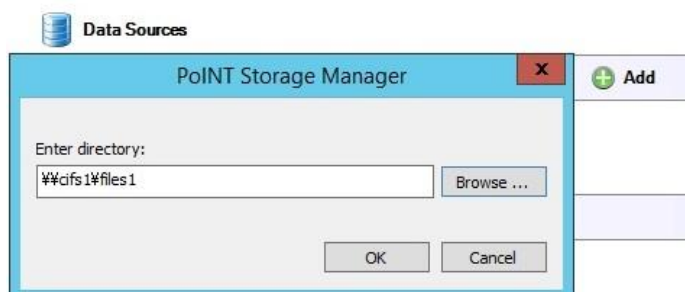 Data Sources
PoINT Storage Manager
x
Add
Enter directory:
¥¥cifs1¥files1
Browse ...
OK
Cancel